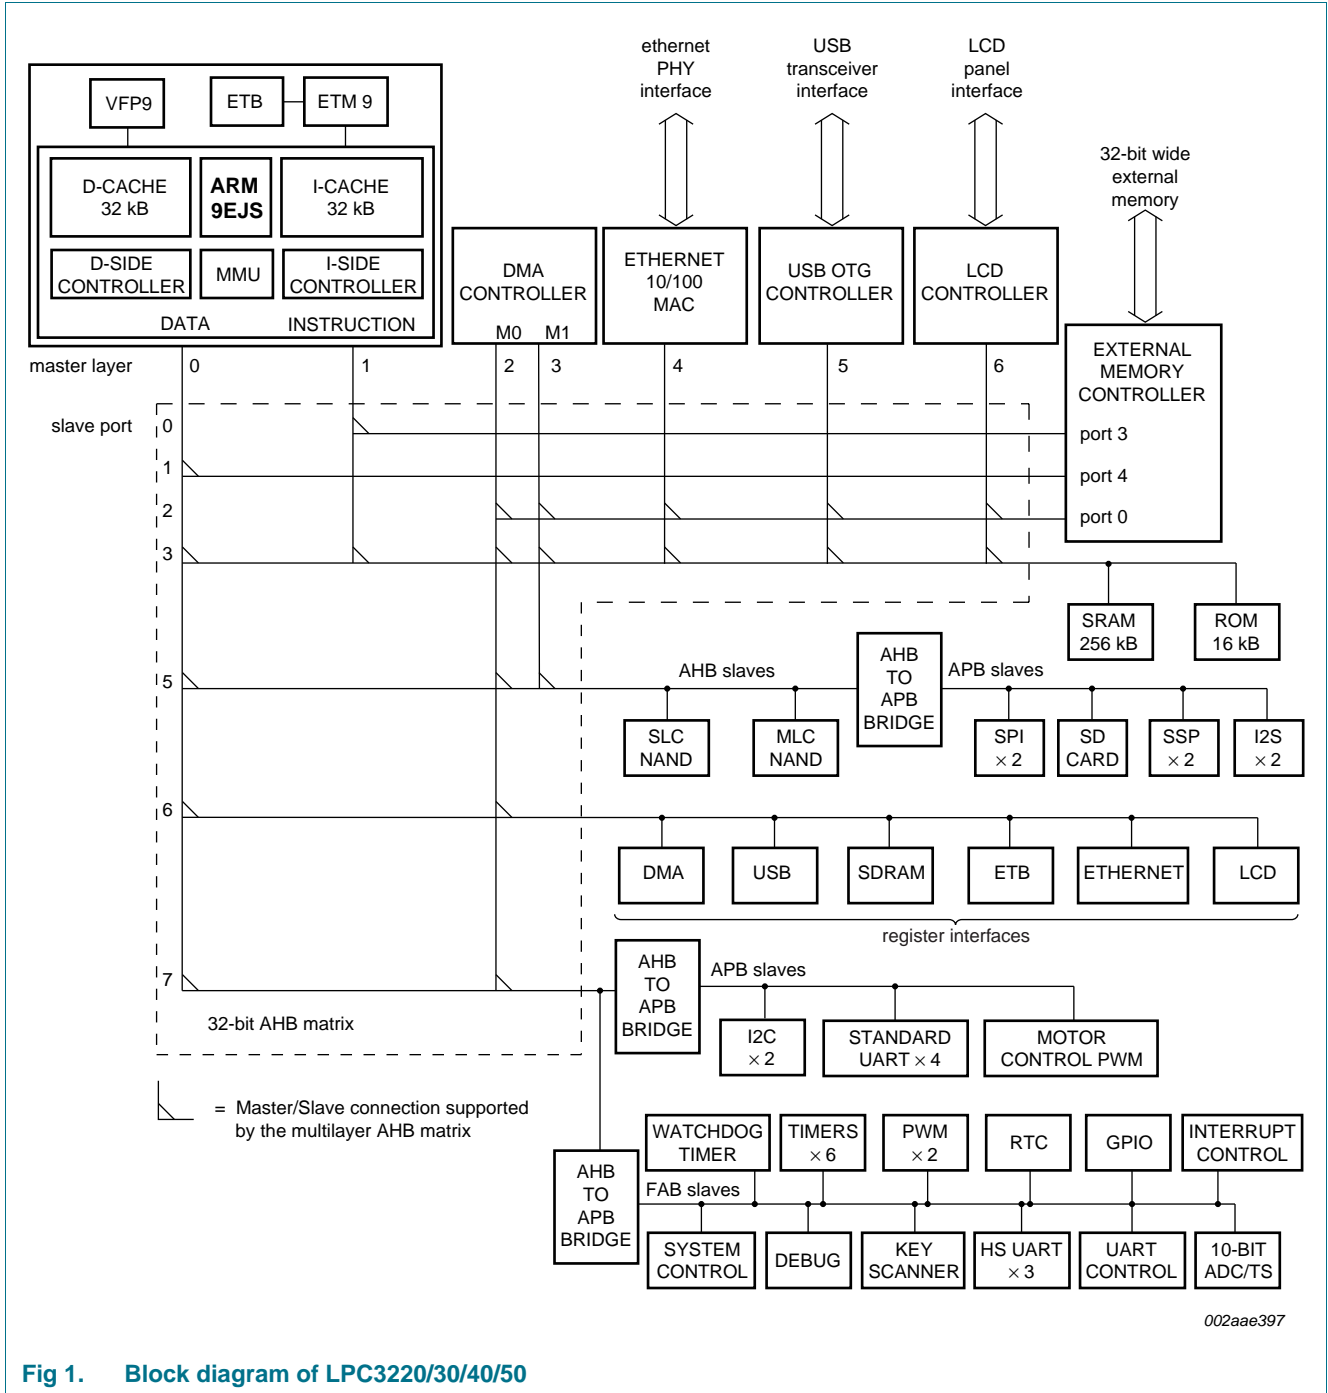 ethernet
PHY
interface
USB
transceiver
interface
LCD
panel
interface
32-bit wide
external
memory
VFP9
ETB
ETM 9
D-CACHE
32 kB
ARM
9EJS
I-CACHE
32 kB
D-SIDE
CONTROLLER
MMU
I-SIDE
CONTROLLER
DATA
INSTRUCTION
DMA
CONTROLLER
M0
M1
ETHERNET
10/100
MAC
USB OTG
CONTROLLER
LCD
CONTROLLER
EXTERNAL
MEMORY
CONTROLLER
port 3
port 4
port 0
master layer
0
1
2
3
4
5
6
slave port
0
1
2
3
5
6
7
SRAM
256 kB
ROM
16 kB
AHB slaves
AHB
TO
APB
BRIDGE
APB slaves
SLC
NAND
MLC
NAND
SPI
× 2
SD
CARD
SSP
× 2
I2S
× 2
DMA
USB
SDRAM
ETB
ETHERNET
LCD
register interfaces
AHB
TO
APB
BRIDGE
APB slaves
I2C
× 2
STANDARD
UART × 4
MOTOR
CONTROL PWM
32-bit AHB matrix
= Master/Slave connection supported
by the multilayer AHB matrix
AHB
TO
APB
BRIDGE
FAB slaves
WATCHDOG
TIMER
TIMERS
× 6
PWM
× 2
RTC
GPIO
INTERRUPT
CONTROL
SYSTEM
CONTROL
DEBUG
KEY
SCANNER
HS UART
× 3
UART
CONTROL
10-BIT
ADC/TS
002aae397
Fig 1. Block diagram of LPC3220/30/40/50